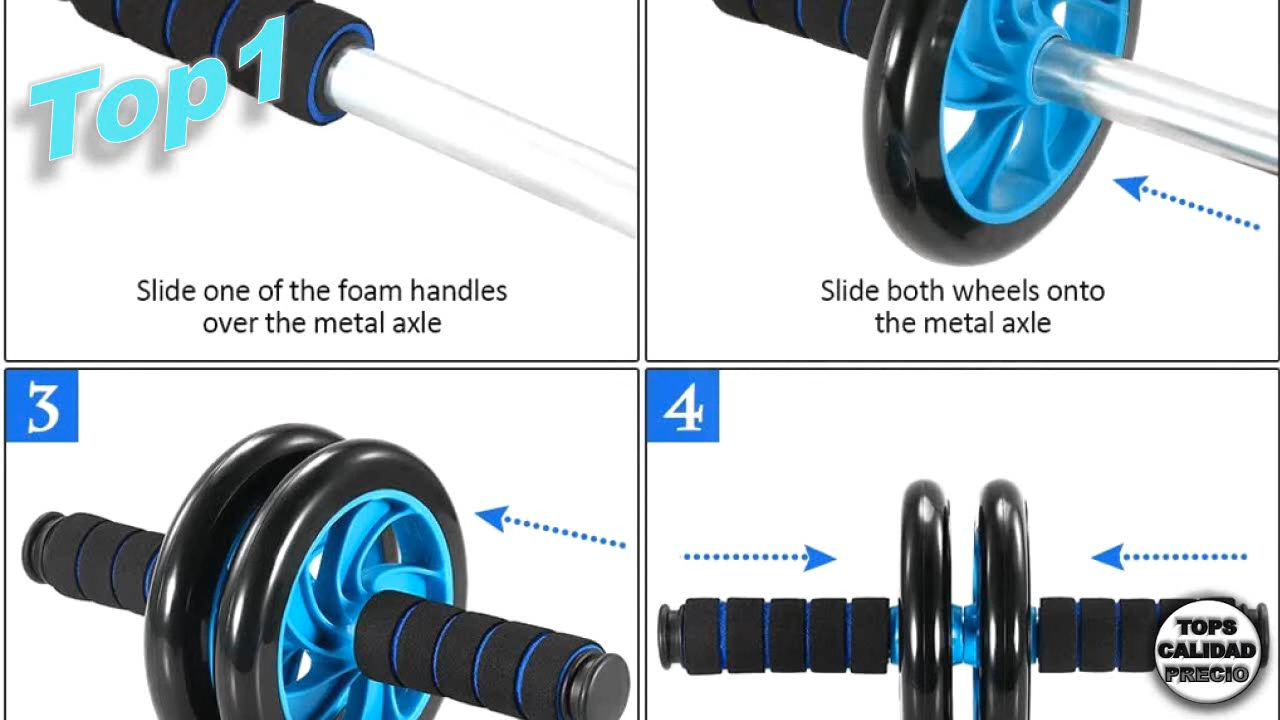 Top1
Slide one of the foam handles
over the metal axle
Slide both wheels onto
the metal axle
3
4
TOPS
CALIDAD
PRECIO